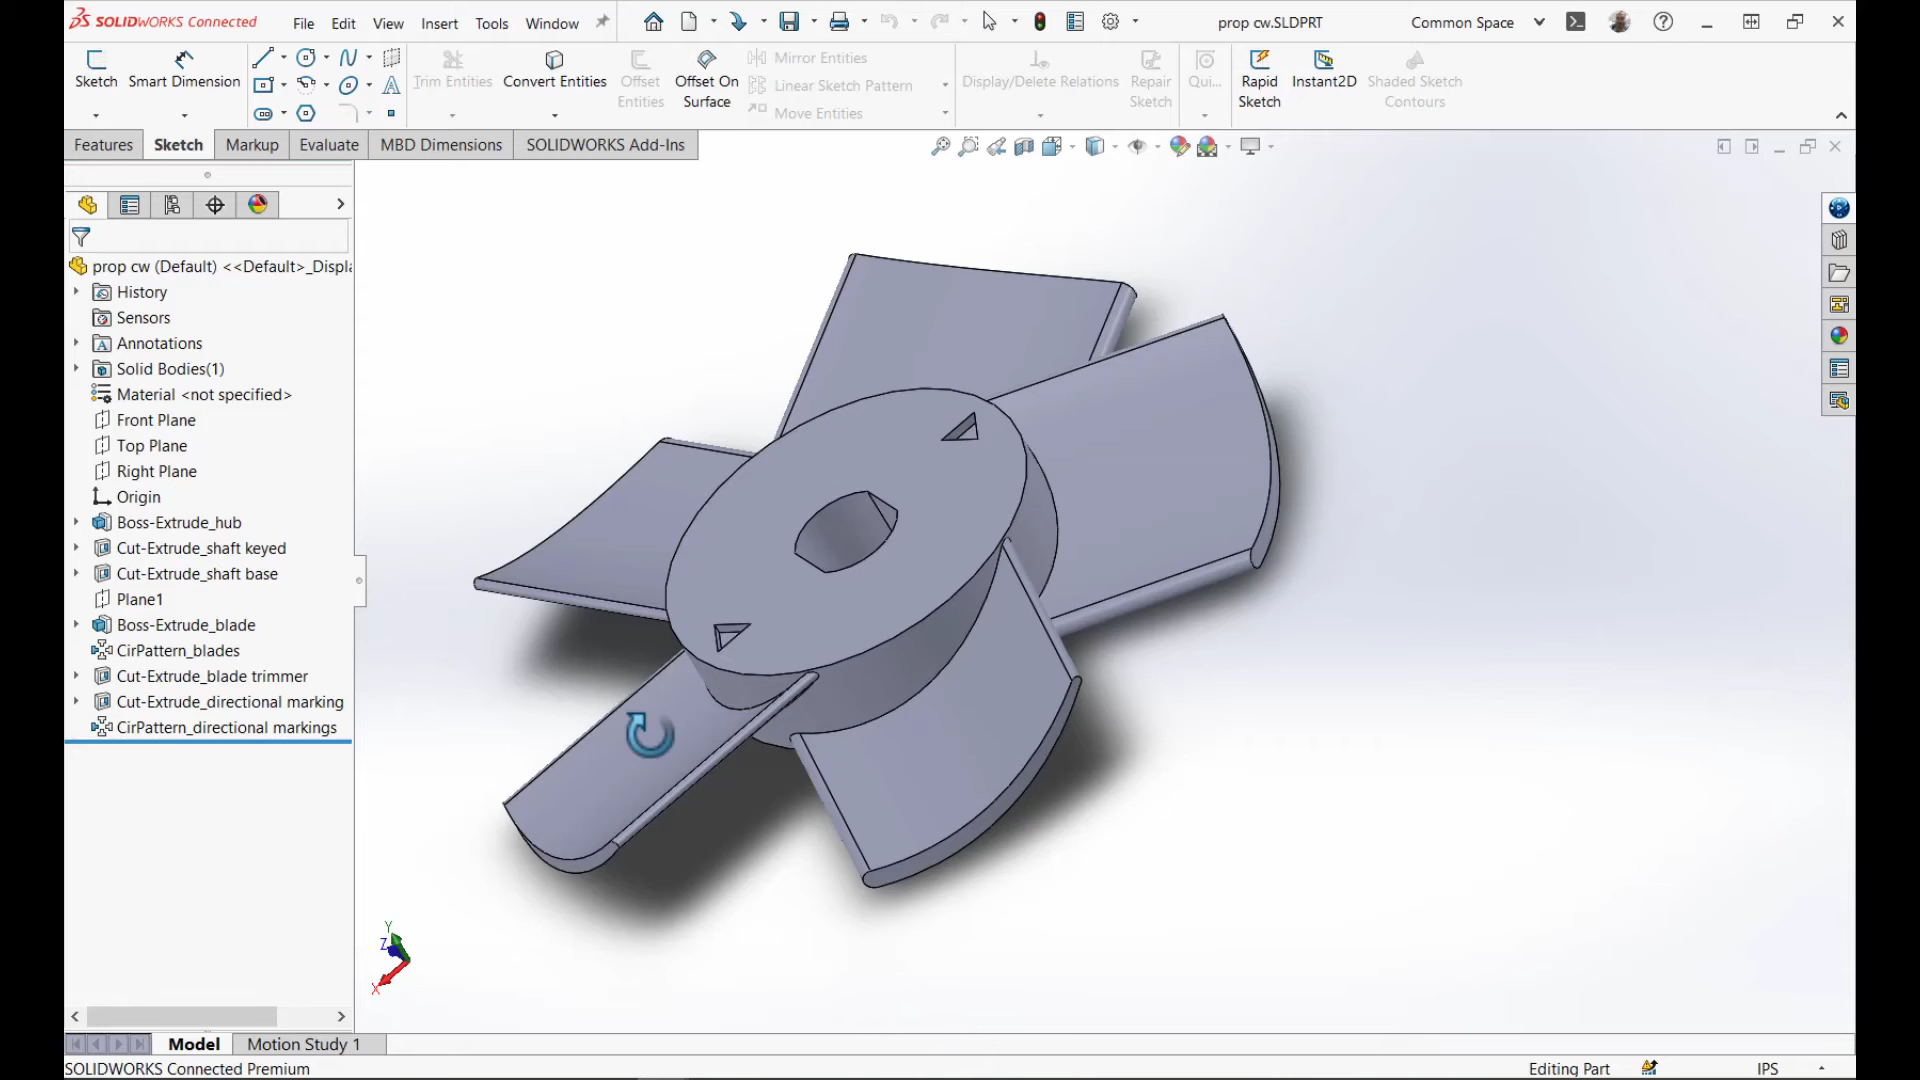 SOLIDWORKS Connected
File Edit View Insert Tools Window
prop cw.SLDPRT
Common Space
Sketch
Smart Dimension
Trim Entities
Convert Entities
Offset Entities
Offset On Surface
Mirror Entities
Linear Sketch Pattern
Move Entities
Display/Delete Relations
Repair Sketch
Qui...
Rapid Sketch
Instant2D
Shaded Sketch Contours
Features Sketch Markup Evaluate MBD Dimensions SOLIDWORKS Add-Ins
prop cw (Default) <<Default>_Displ
History
Sensors
Annotations
Solid Bodies(1)
Material <not specified>
Front Plane
Top Plane
Right Plane
Origin
Boss-Extrude_hub
Cut-Extrude_shaft keyed
Cut-Extrude_shaft base
Plane1
Boss-Extrude_blade
CirPattern_blades
Cut-Extrude_blade trimmer
Cut-Extrude_directional marking
CirPattern_directional markings
Y
Z
X
Model Motion Study 1
SOLIDWORKS Connected Premium
Editing Part
IPS